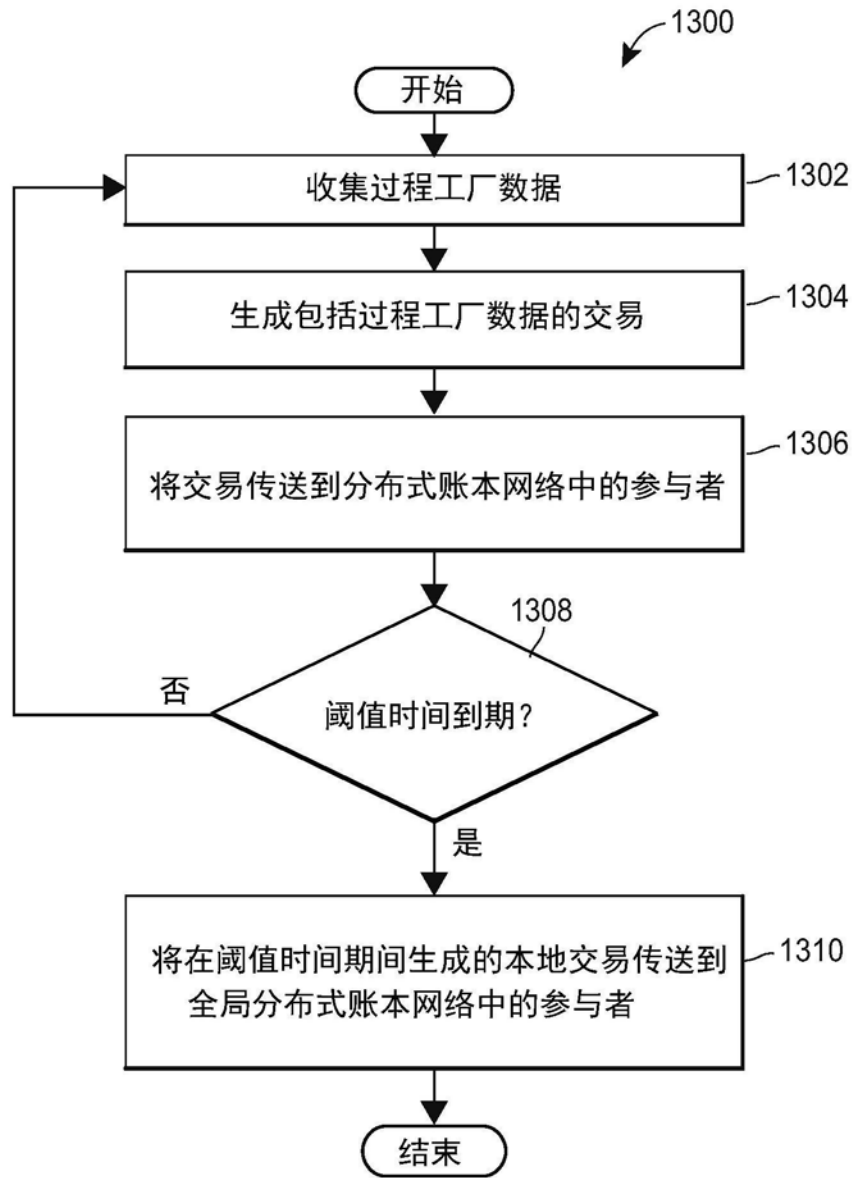 1300
开始
收集过程工厂数据
1302
生成包括过程工厂数据的交易
1304
将交易传送到分布式账本网络中的参与者
1306
1308
阈值时间到期?
否
是
将在阈值时间期间生成的本地交易传送到
全局分布式账本网络中的参与者
1310
结束